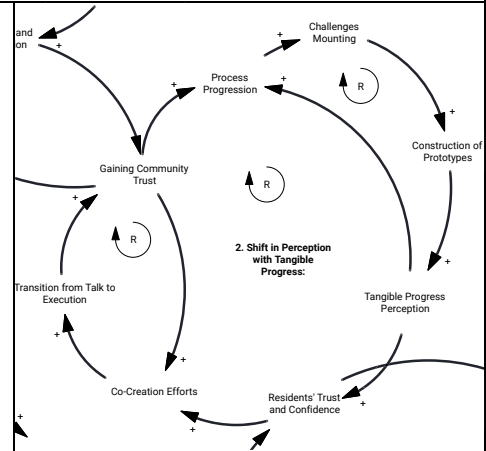 and
on
+
Challenges
Mounting
+
Process
Progression
+
+
R
+
Construction of
Prototypes
Gaining Community
Trust
+
R
R
2. Shift in Perception
with Tangible
Progress:
+
Transition from Talk to
Execution
Tangible Progress
Perception
+
+
Co-Creation Efforts
+
Residents' Trust
and Confidence
+
+